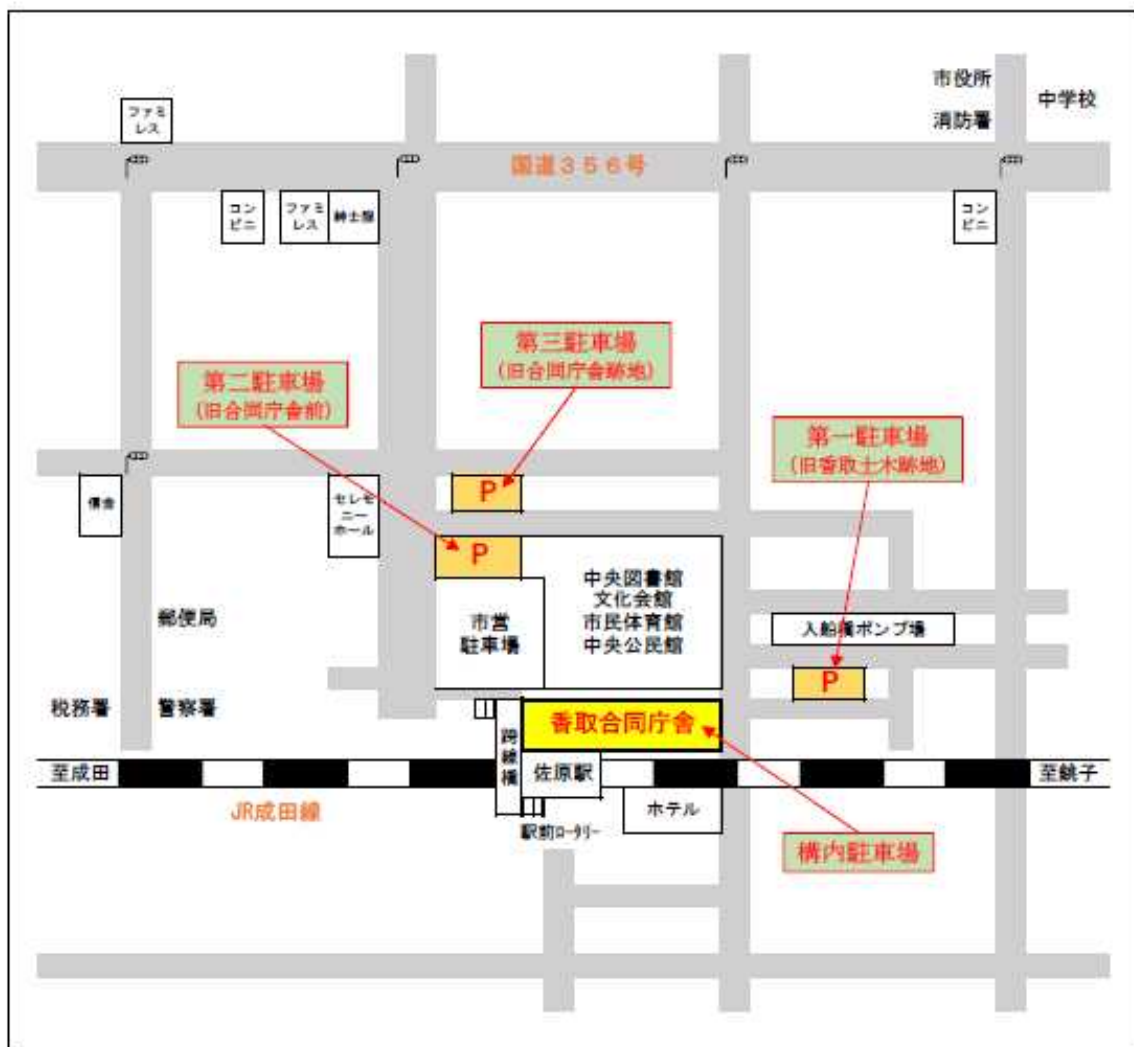 市役所
消防署
中学校
ファミ
レス
国道356号
コン
ビニ
ファミ
レス
紳士服
コン
ビニ
第三駐車場
(旧合同庁舎跡地)
第二駐車場
(旧合同庁舎前)
第一駐車場
(旧香取土木跡地)
信金
セレモ
ニー
ホール
P
P
中央図書館
文化会館
市民体育館
中央公民館
郵便局
市営
駐車場
入船橋ポンプ場
P
税務署
警察署
香取合同庁舎
跨線橋
至成田
佐原駅
至銚子
JR成田線
ホテル
駅前ロータリー
構内駐車場